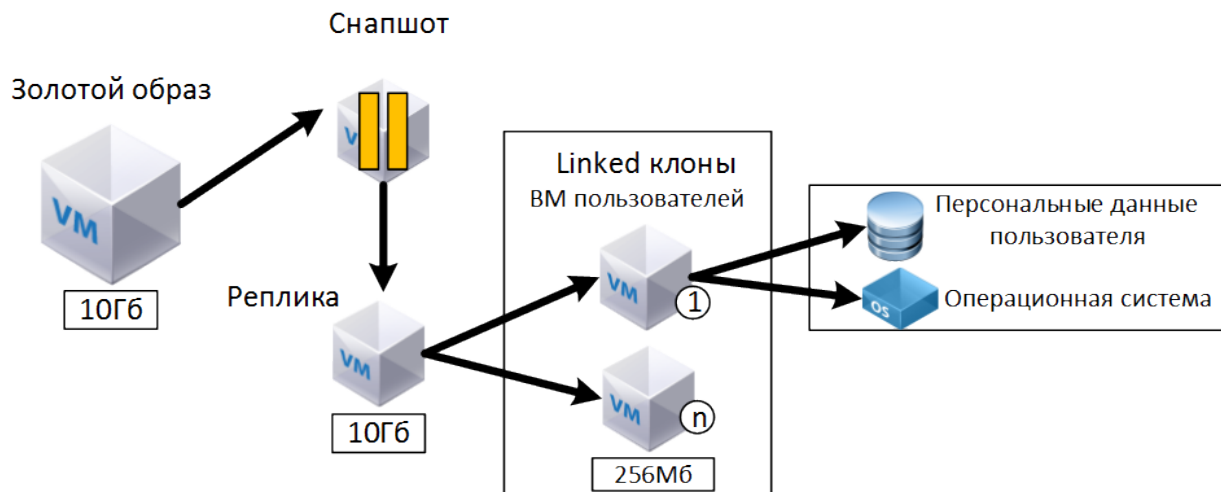 Снапшот
Золотой образ
VM
V
10Гб
Linked клоны
ВМ пользователей
VM
1
Персональные данные
пользователя
OS
Операционная система
Реплика
VM
10Гб
VM
n
256Мб